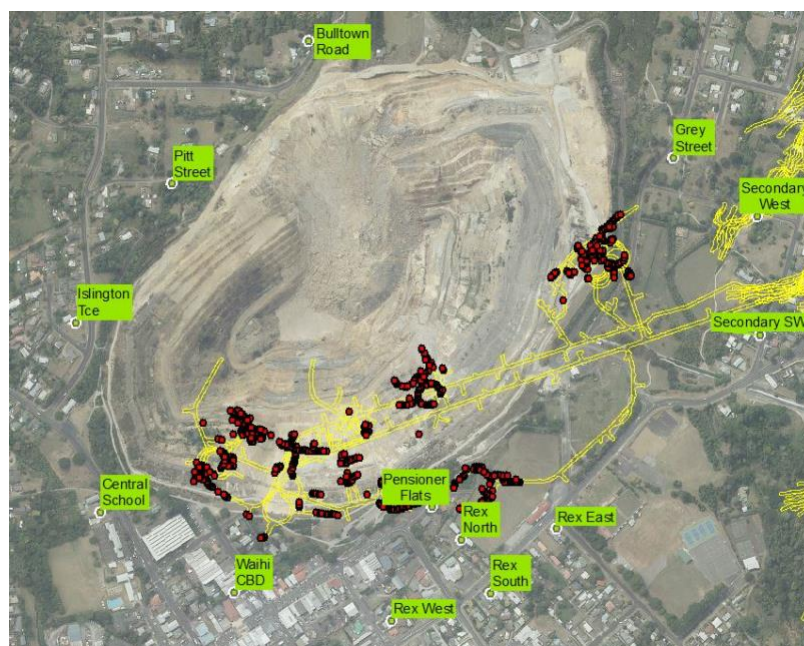 Bulltown
Road
Pitt
Street
Grey
Street
Secondary
West
Islington
Tce
Secondary SW
Central
School
Pensioner
Flats
Rex
North
Rex East
Waihi
CBD
Rex
South
Rex West